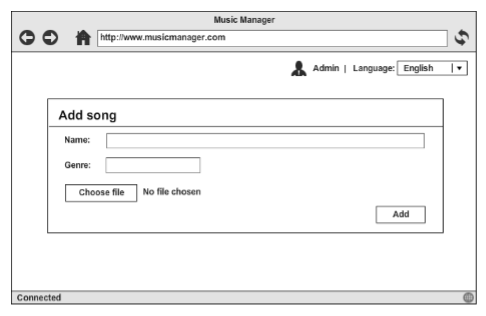 Music Manager
http://www.musicmanager.com
Admin | Language: English
Add song
Name:
Genre:
Choose file No file chosen
Add
Connected